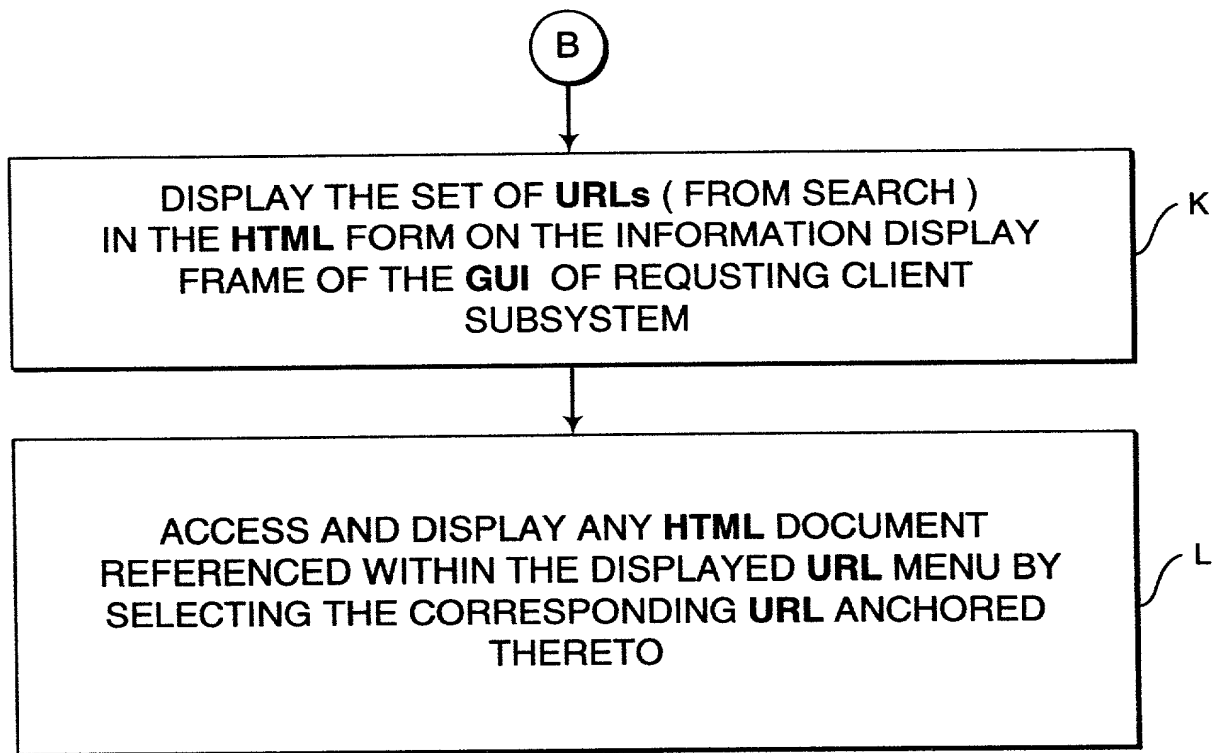 B
DISPLAY THE SET OF URLs ( FROM SEARCH )
IN THE HTML FORM ON THE INFORMATION DISPLAY
FRAME OF THE GUI OF REQUSTING CLIENT
SUBSYSTEM
K
ACCESS AND DISPLAY ANY HTML DOCUMENT
REFERENCED WITHIN THE DISPLAYED URL MENU BY
SELECTING THE CORRESPONDING URL ANCHORED
THERETO
L